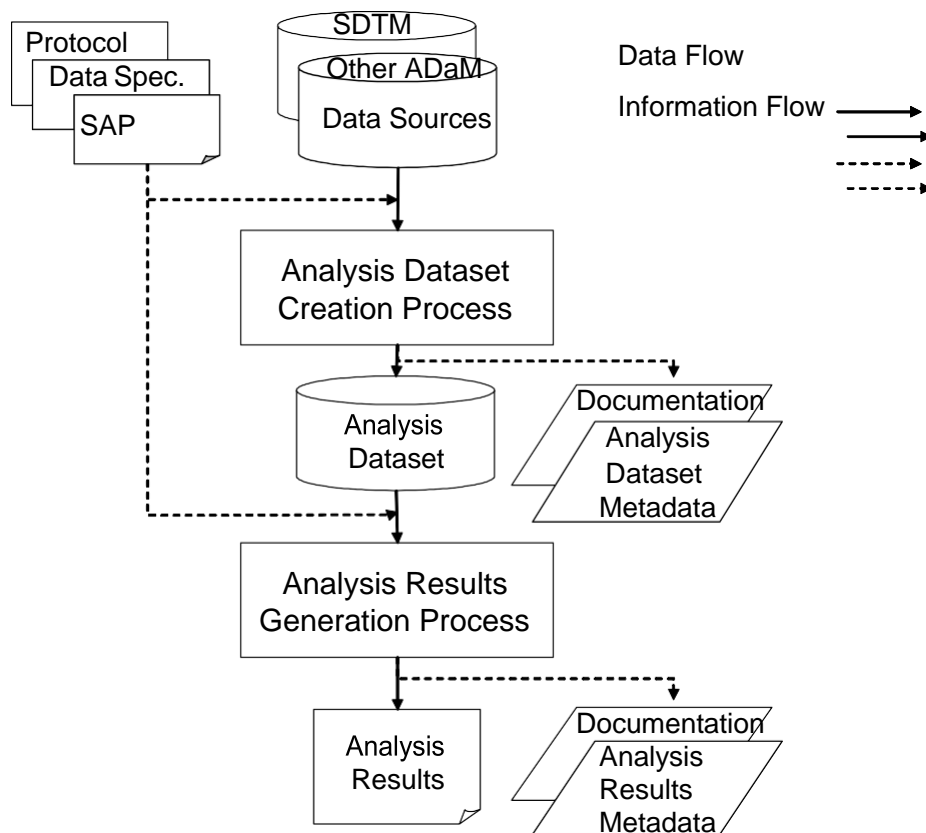 Protocol
Data Spec.
SAP
SDTM
Other ADaM
Data Sources
Data Flow
Information Flow
Analysis Dataset
Creation Process
Analysis
Dataset
Documentation
Analysis
Dataset
Metadata
Analysis Results
Generation Process
Analysis
Results
Documentation
Analysis
Results
Metadata